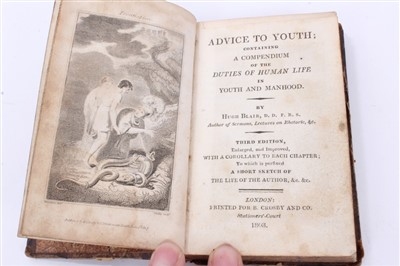 ADVICE TO YOUTH;
CONTAINING
A COMPENDIUM
OF THE
DUTIES OF HUMAN LIFE
IN
YOUTH AND MANHOOD.
BY
HUGH BLAIR, D. D. F. R. S.
Author of Sermons, Lectures on Rhetoric, &c.
THIRD EDITION,
Enlarged, and Improved,
WITH A COROLLARY TO EACH CHAPTER;
To which is prefixed
A SHORT SKETCH OF
THE LIFE OF THE AUTHOR, &c. &c.
LONDON:
PRINTED FOR B. CROSBY AND CO.
Stationers'-Court